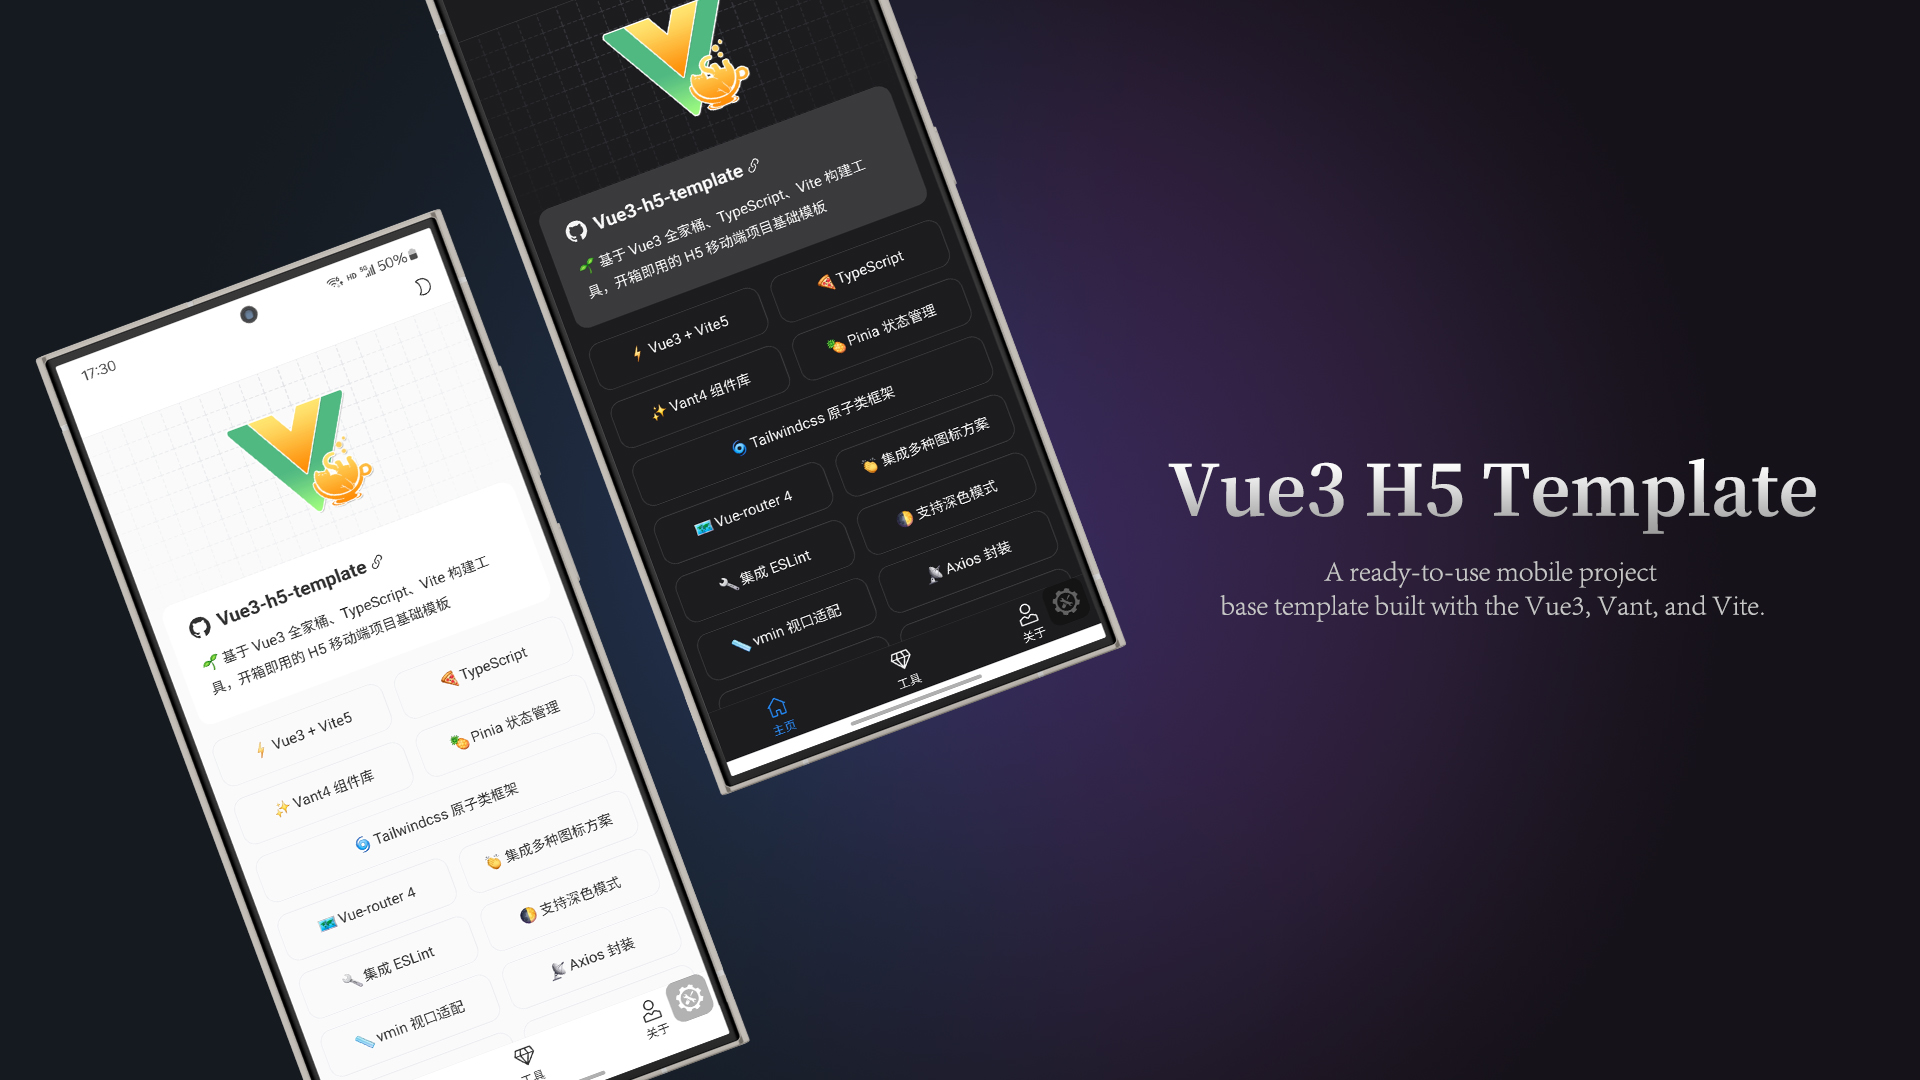 17:30
HD 5G 50%
Vue3-h5-template
🌱 基于 Vue3 全家桶、TypeScript、Vite 构建工
具，开箱即用的 H5 移动端项目基础模板
⚡ Vue3 + Vite5
🍕 TypeScript
✨ Vant4 组件库
🍍 Pinia 状态管理
🌀 Tailwindcss 原子类框架
🗺️ Vue-router 4
👏 集成多种图标方案
🔧 集成 ESLint
🌗 支持深色模式
📏 vmin 视口适配
📡 Axios 封装
工具
关于
Vue3-h5-template
🌱 基于 Vue3 全家桶、TypeScript、Vite 构建工
具，开箱即用的 H5 移动端项目基础模板
⚡ Vue3 + Vite5
🍕 TypeScript
✨ Vant4 组件库
🍍 Pinia 状态管理
🌀 Tailwindcss 原子类框架
🗺️ Vue-router 4
👏 集成多种图标方案
🔧 集成 ESLint
🌗 支持深色模式
📏 vmin 视口适配
📡 Axios 封装
主页
工具
关于
Vue3 H5 Template
A ready-to-use mobile project
base template built with the Vue3, Vant, and Vite.